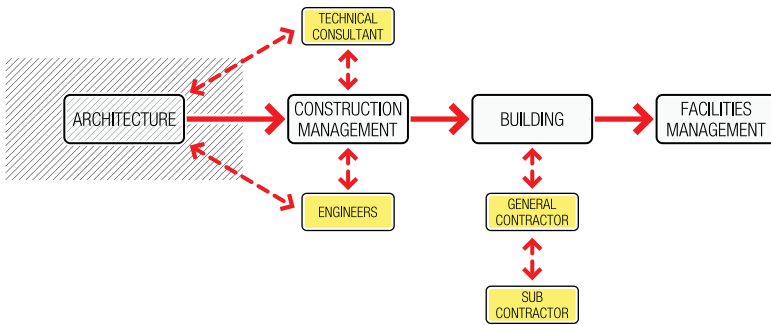 TECHNICAL
CONSULTANT
ARCHITECTURE
CONSTRUCTION
MANAGEMENT
BUILDING
FACILITIES
MANAGEMENT
ENGINEERS
GENERAL
CONTRACTOR
SUB
CONTRACTOR